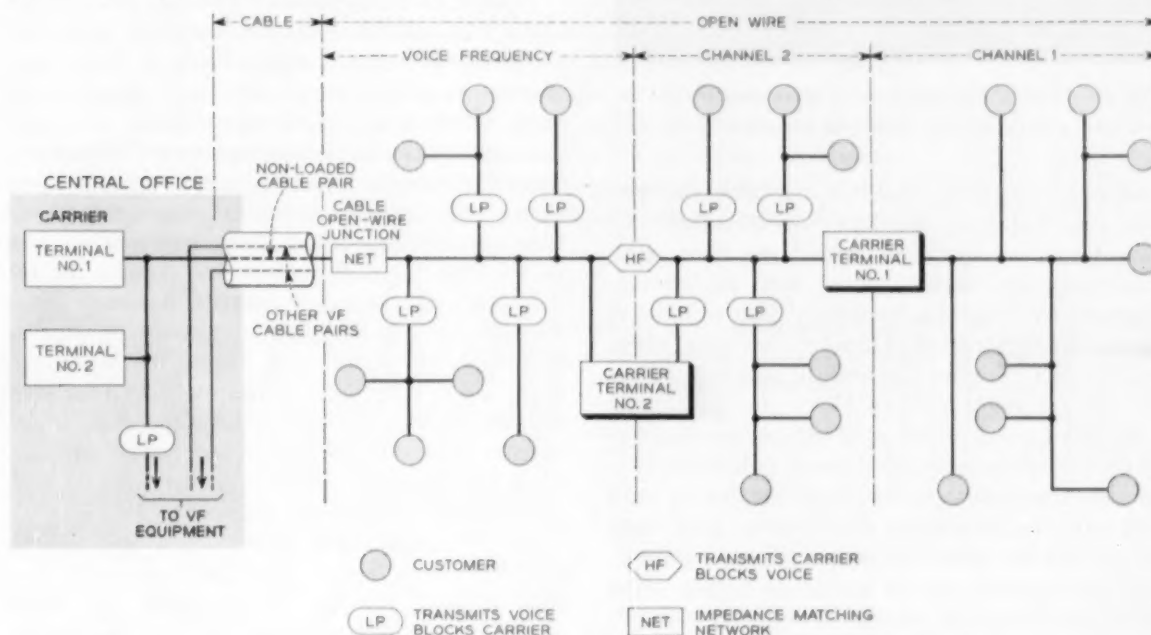 CABLE
OPEN WIRE
VOICE FREQUENCY
CHANNEL 2
CHANNEL 1
CENTRAL OFFICE
CARRIER
TERMINAL
NO.1
TERMINAL
NO.2
LP
TO VF
EQUIPMENT
NON-LOADED
CABLE PAIR
OTHER VF
CABLE PAIRS
CABLE
OPEN-WIRE
JUNCTION
NET
LP
LP
LP
LP
HF
CARRIER
TERMINAL
NO.2
LP
LP
LP
LP
CARRIER
TERMINAL
NO.1
CUSTOMER
HF
TRANSMITS CARRIER
BLOCKS VOICE
LP
TRANSMITS VOICE
BLOCKS CARRIER
NET
IMPEDANCE MATCHING
NETWORK